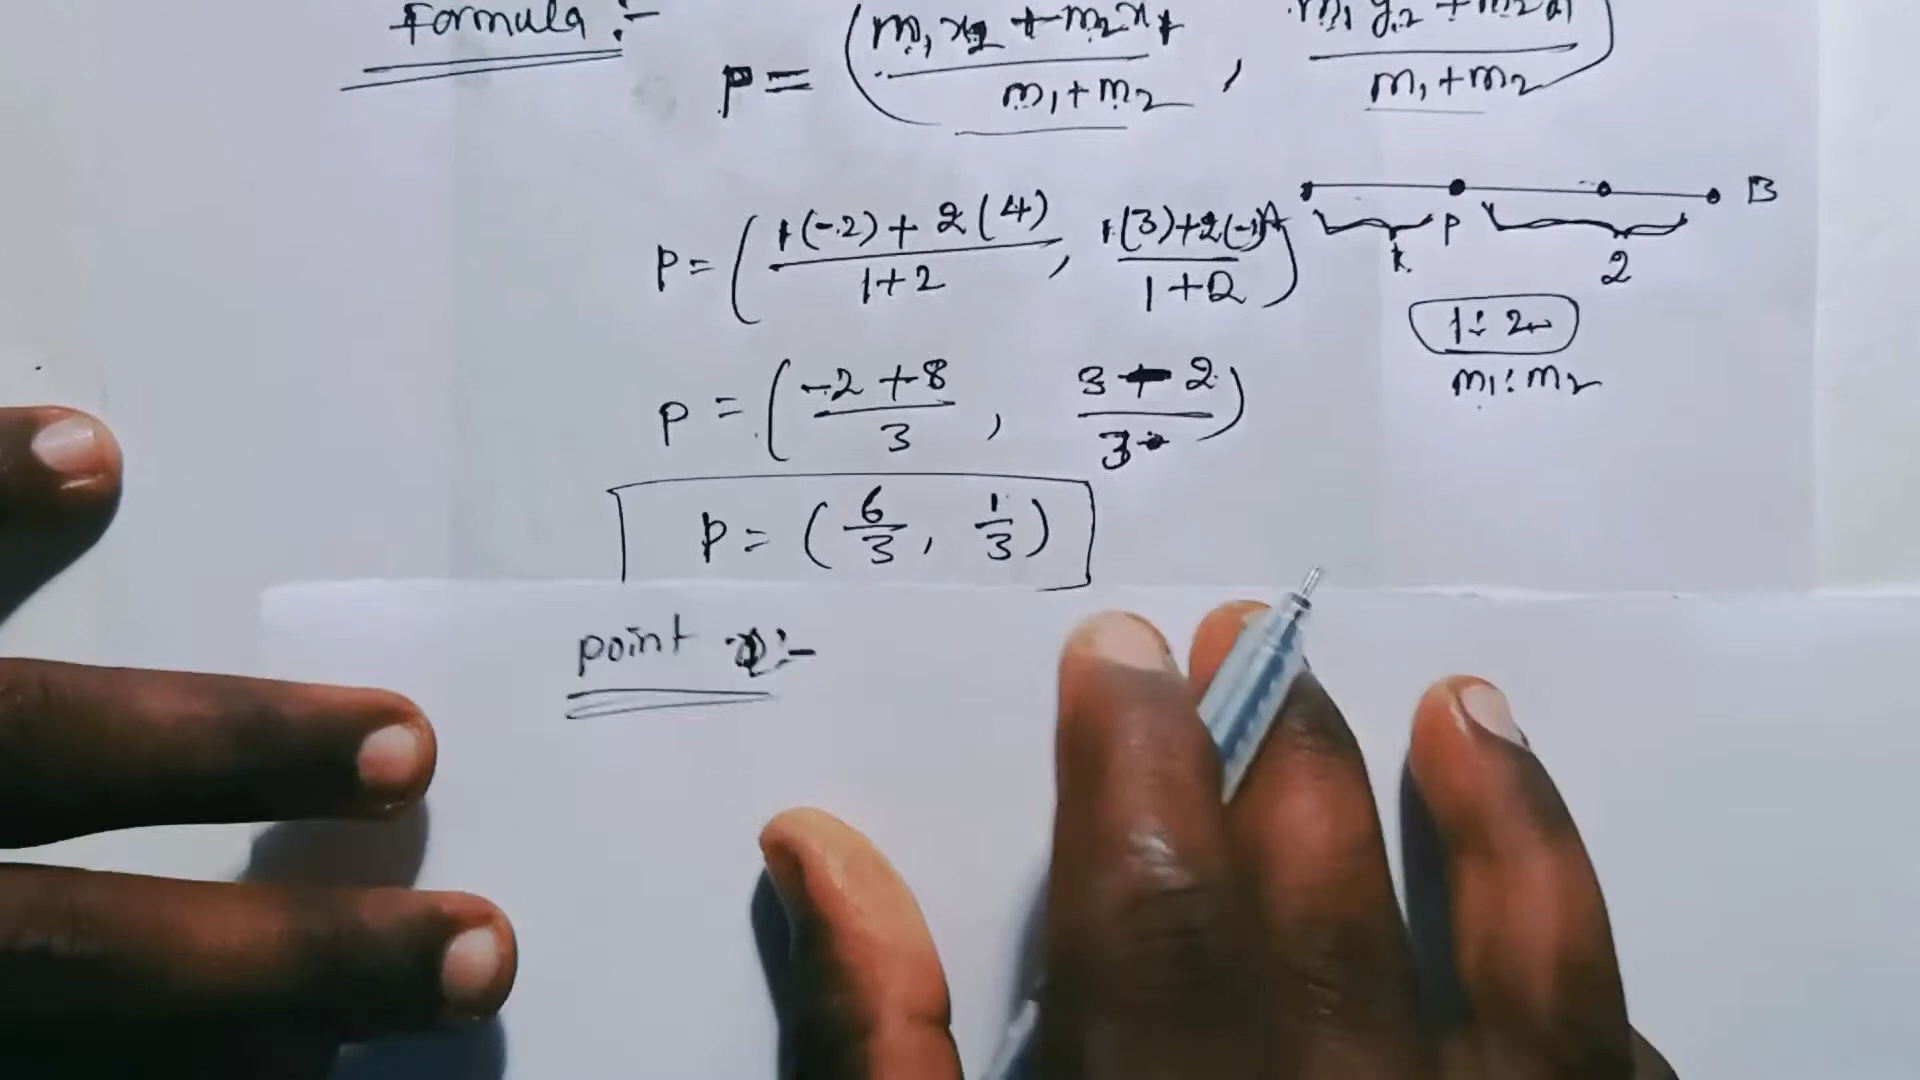 Formula :-
P = (m₁x₂ + m₂x₁ / m₁+m₂ , m₁y₂ + m₂y₁ / m₁+m₂)
P = (1(-2) + 2(4) / 1+2 , 1(3)+2(-1) / 1+2)
A P B
1 2
1:2
m₁:m₂
P = (-2+8 / 3 , 3-2 / 3)
P = (6/3 , 1/3)
point :-